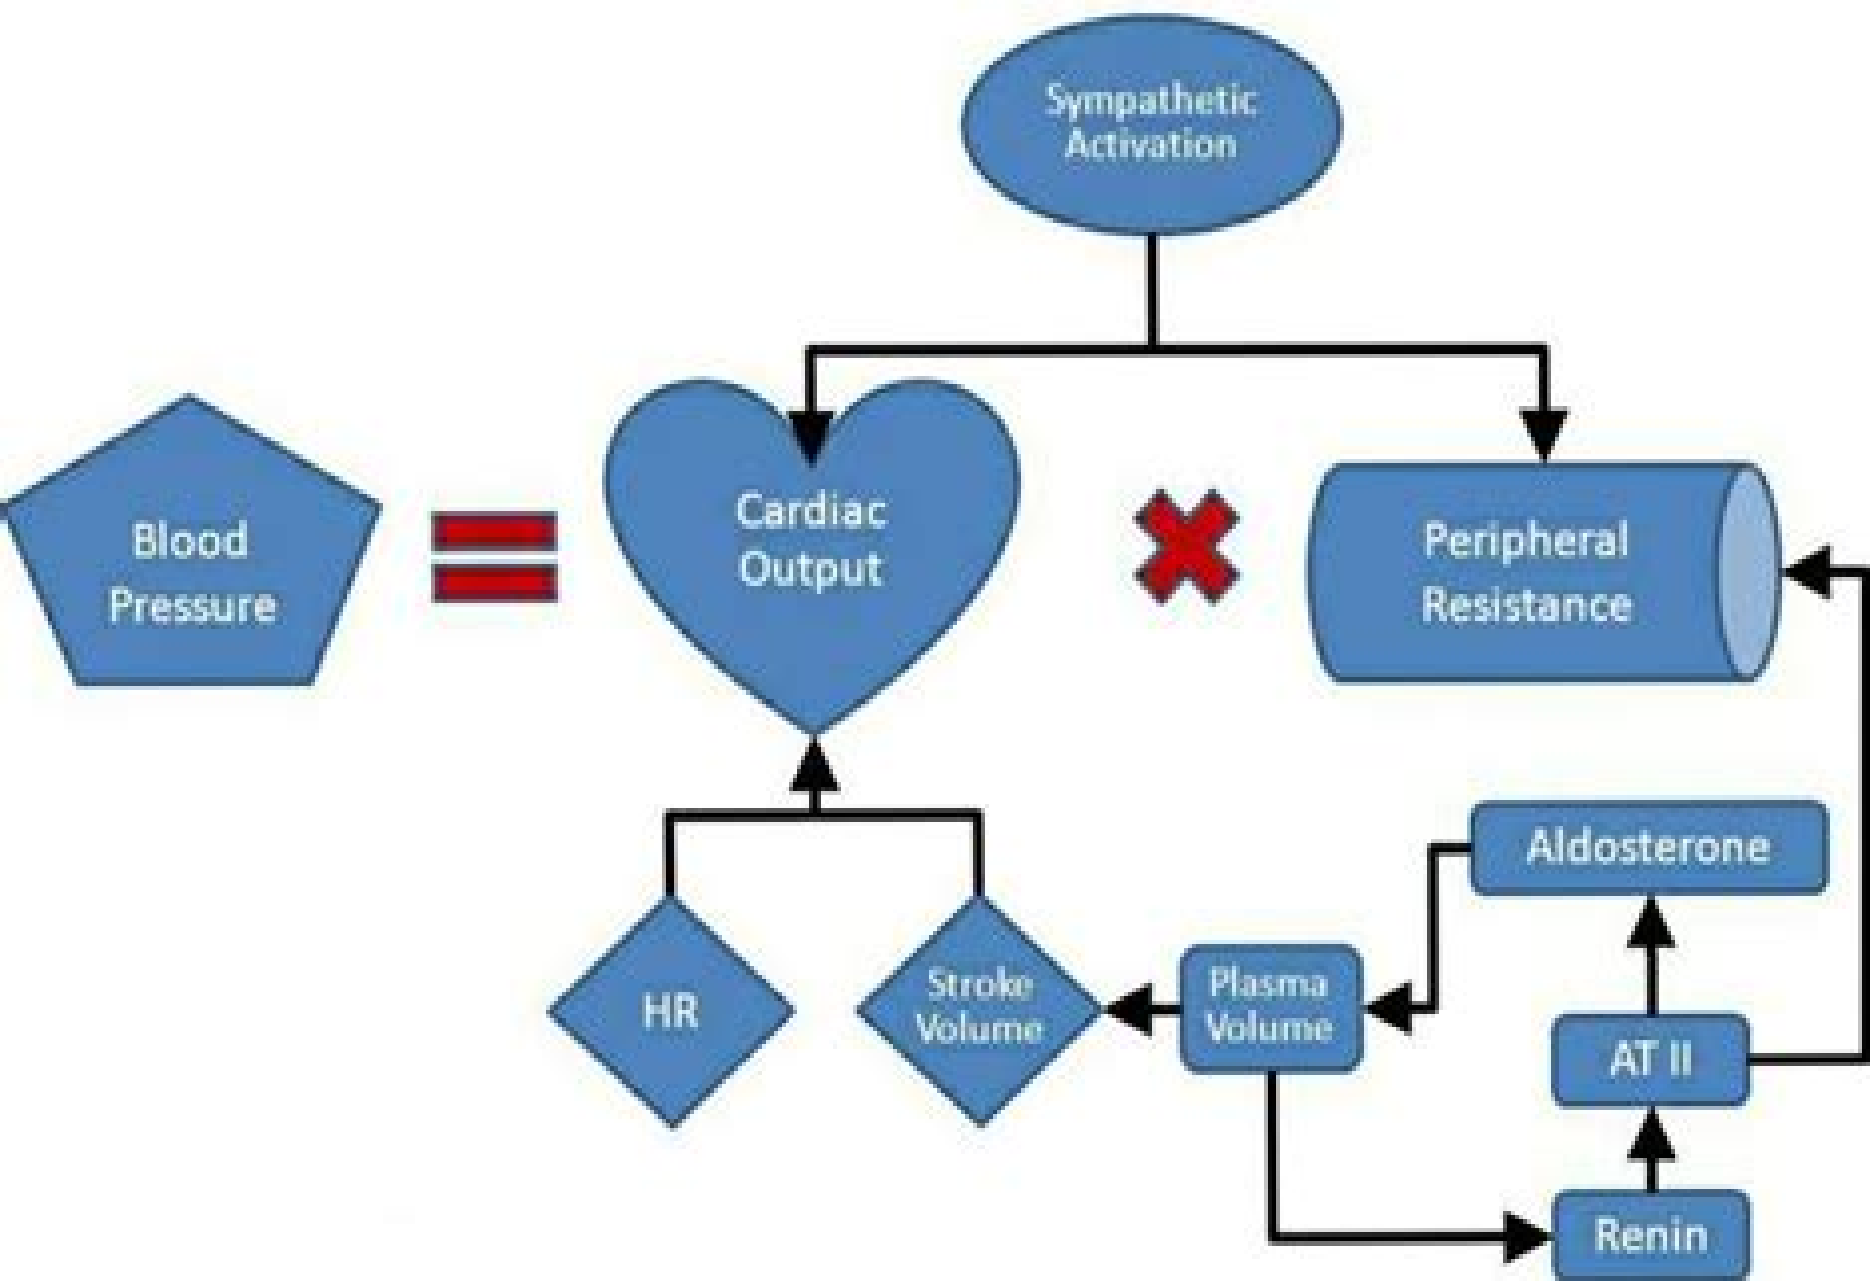 Sympathetic
Activation
Blood
Pressure
Cardiac
Output
Peripheral
Resistance
Aldosterone
HR
Stroke
Volume
Plasma
Volume
AT II
Renin